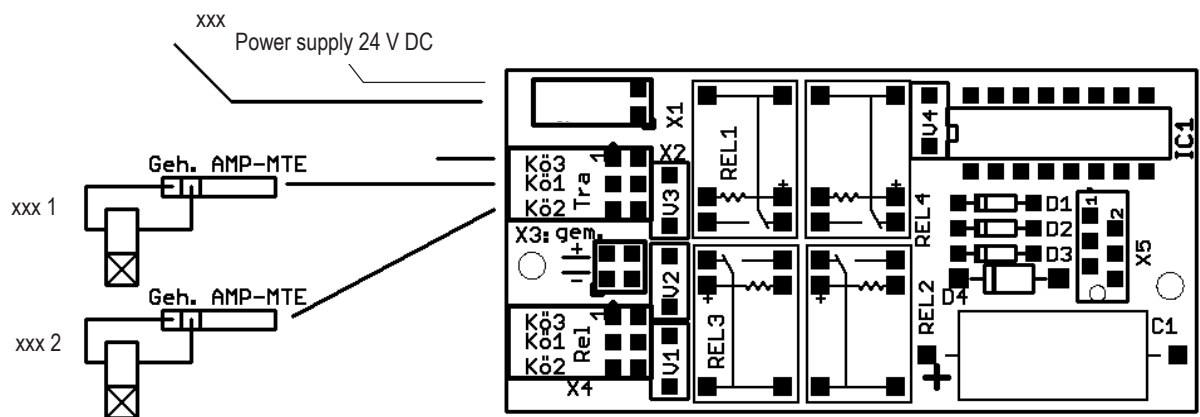 xxx
Power supply 24 V DC
Geh. AMP-MTE
xxx 1
Geh. AMP-MTE
xxx 2
X1
Kö3
Kö1
Kö2
1
Tra
X2
V3
X3:
gem.
+
-
V2
Kö3
Kö1
Kö2
1
Rel
X4
V1
REL1
+
+
REL4
REL3
+
+
REL2
V4
IC1
D1
D2
D3
D4
1
2
X5
C1
+